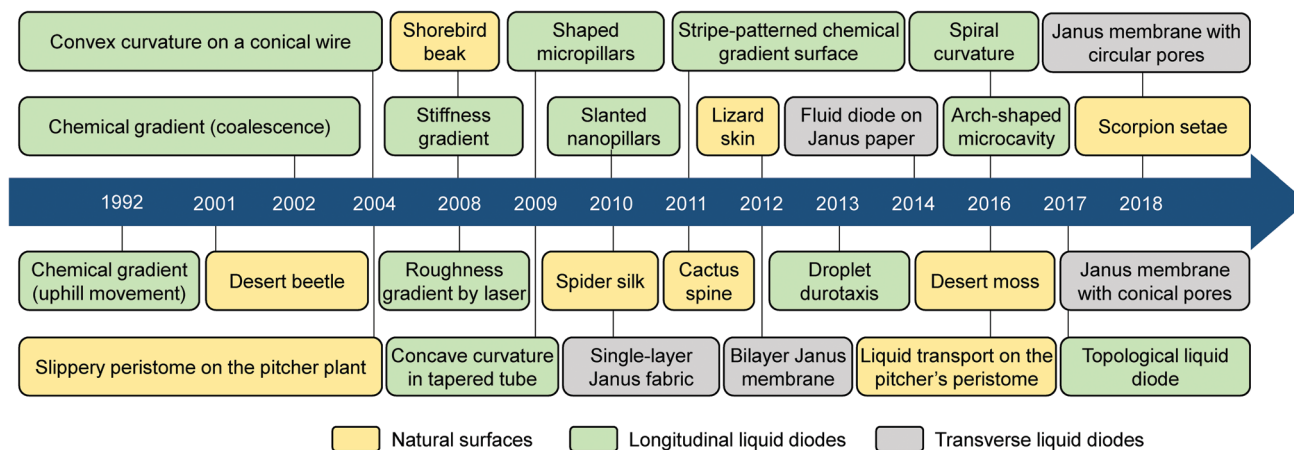 Convex curvature on a conical wire
Shorebird
beak
Shaped
micropillars
Stripe-patterned chemical
gradient surface
Spiral
curvature
Janus membrane with
circular pores
Chemical gradient (coalescence)
Stiffness
gradient
Slanted
nanopillars
Lizard
skin
Fluid diode on
Janus paper
Arch-shaped
microcavity
Scorpion setae
1992 2001 2002 2004 2008 2009 2010 2011 2012 2013 2014 2016 2017 2018
Chemical gradient
(uphill movement)
Desert beetle
Roughness
gradient by laser
Spider silk
Cactus
spine
Droplet
durotaxis
Desert moss
Janus membrane
with conical pores
Slippery peristome on the pitcher plant
Concave curvature
in tapered tube
Single-layer
Janus fabric
Bilayer Janus
membrane
Liquid transport on the
pitcher's peristome
Topological liquid
diode
Natural surfaces
Longitudinal liquid diodes
Transverse liquid diodes